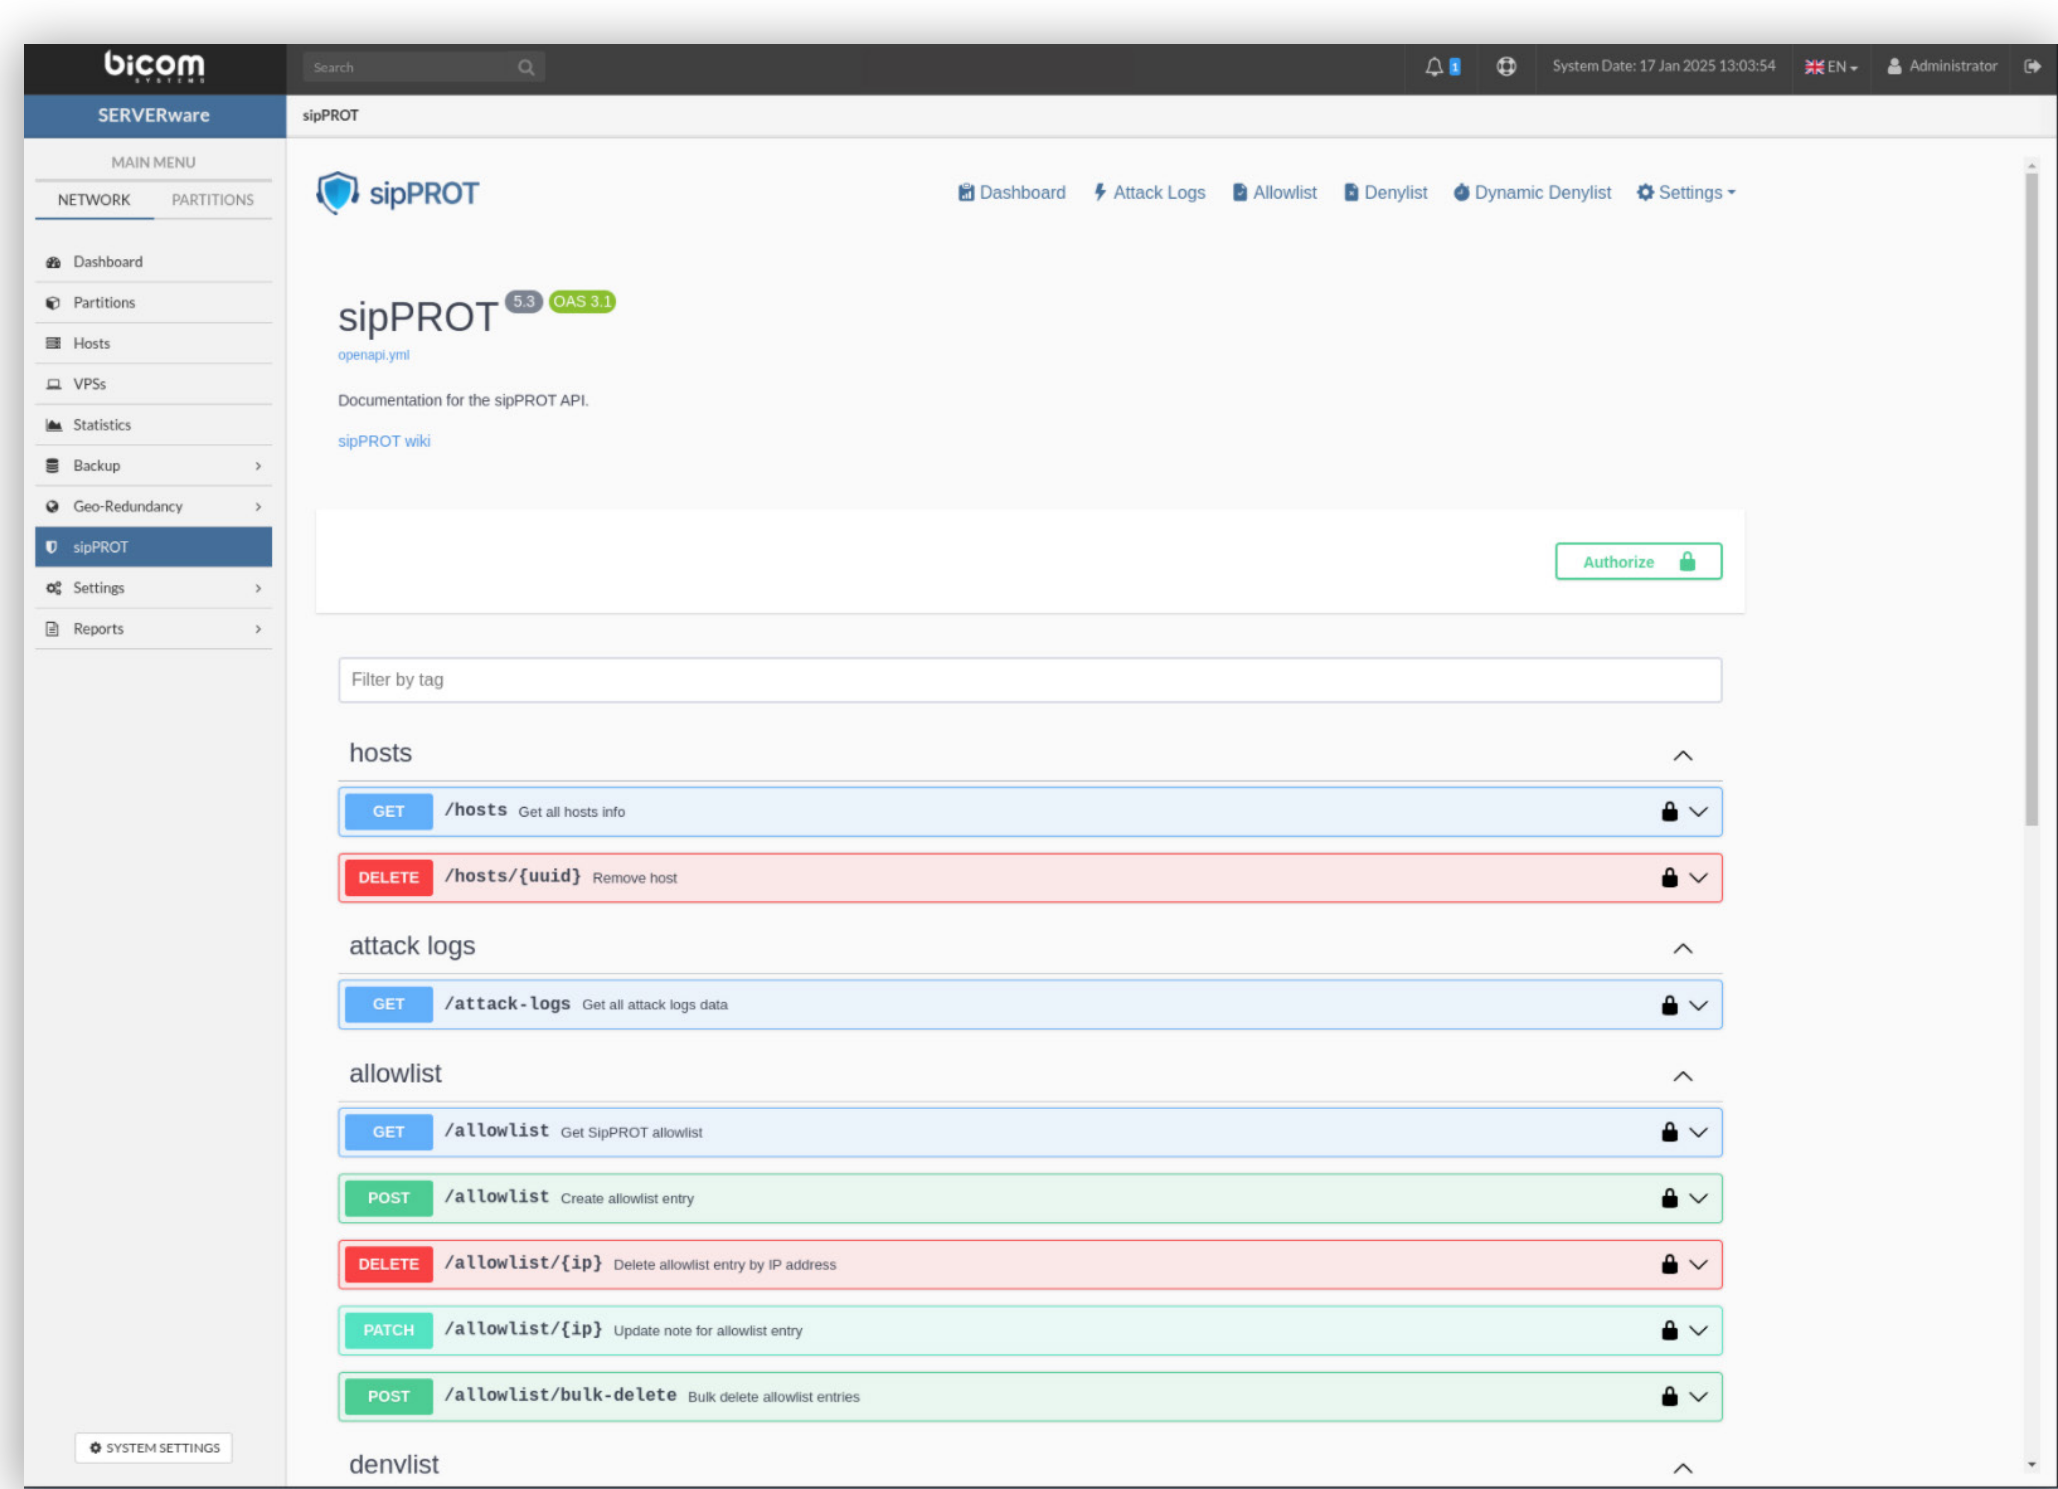 bicom
SYSTEMS
Search
1
System Date: 17 Jan 2025 13:03:54
EN
Administrator
SERVERware
sipPROT
MAIN MENU
NETWORK PARTITIONS
Dashboard
Partitions
Hosts
VPSs
Statistics
Backup
Geo-Redundancy
sipPROT
Settings
Reports
SYSTEM SETTINGS
sipPROT
Dashboard Attack Logs Allowlist Denylist Dynamic Denylist Settings
sipPROT 5.3 OAS 3.1
openapi.yml
Documentation for the sipPROT API.
sipPROT wiki
Authorize
Filter by tag
hosts
GET /hosts Get all hosts info
DELETE /hosts/{uuid} Remove host
attack logs
GET /attack-logs Get all attack logs data
allowlist
GET /allowlist Get SipPROT allowlist
POST /allowlist Create allowlist entry
DELETE /allowlist/{ip} Delete allowlist entry by IP address
PATCH /allowlist/{ip} Update note for allowlist entry
POST /allowlist/bulk-delete Bulk delete allowlist entries
denylist